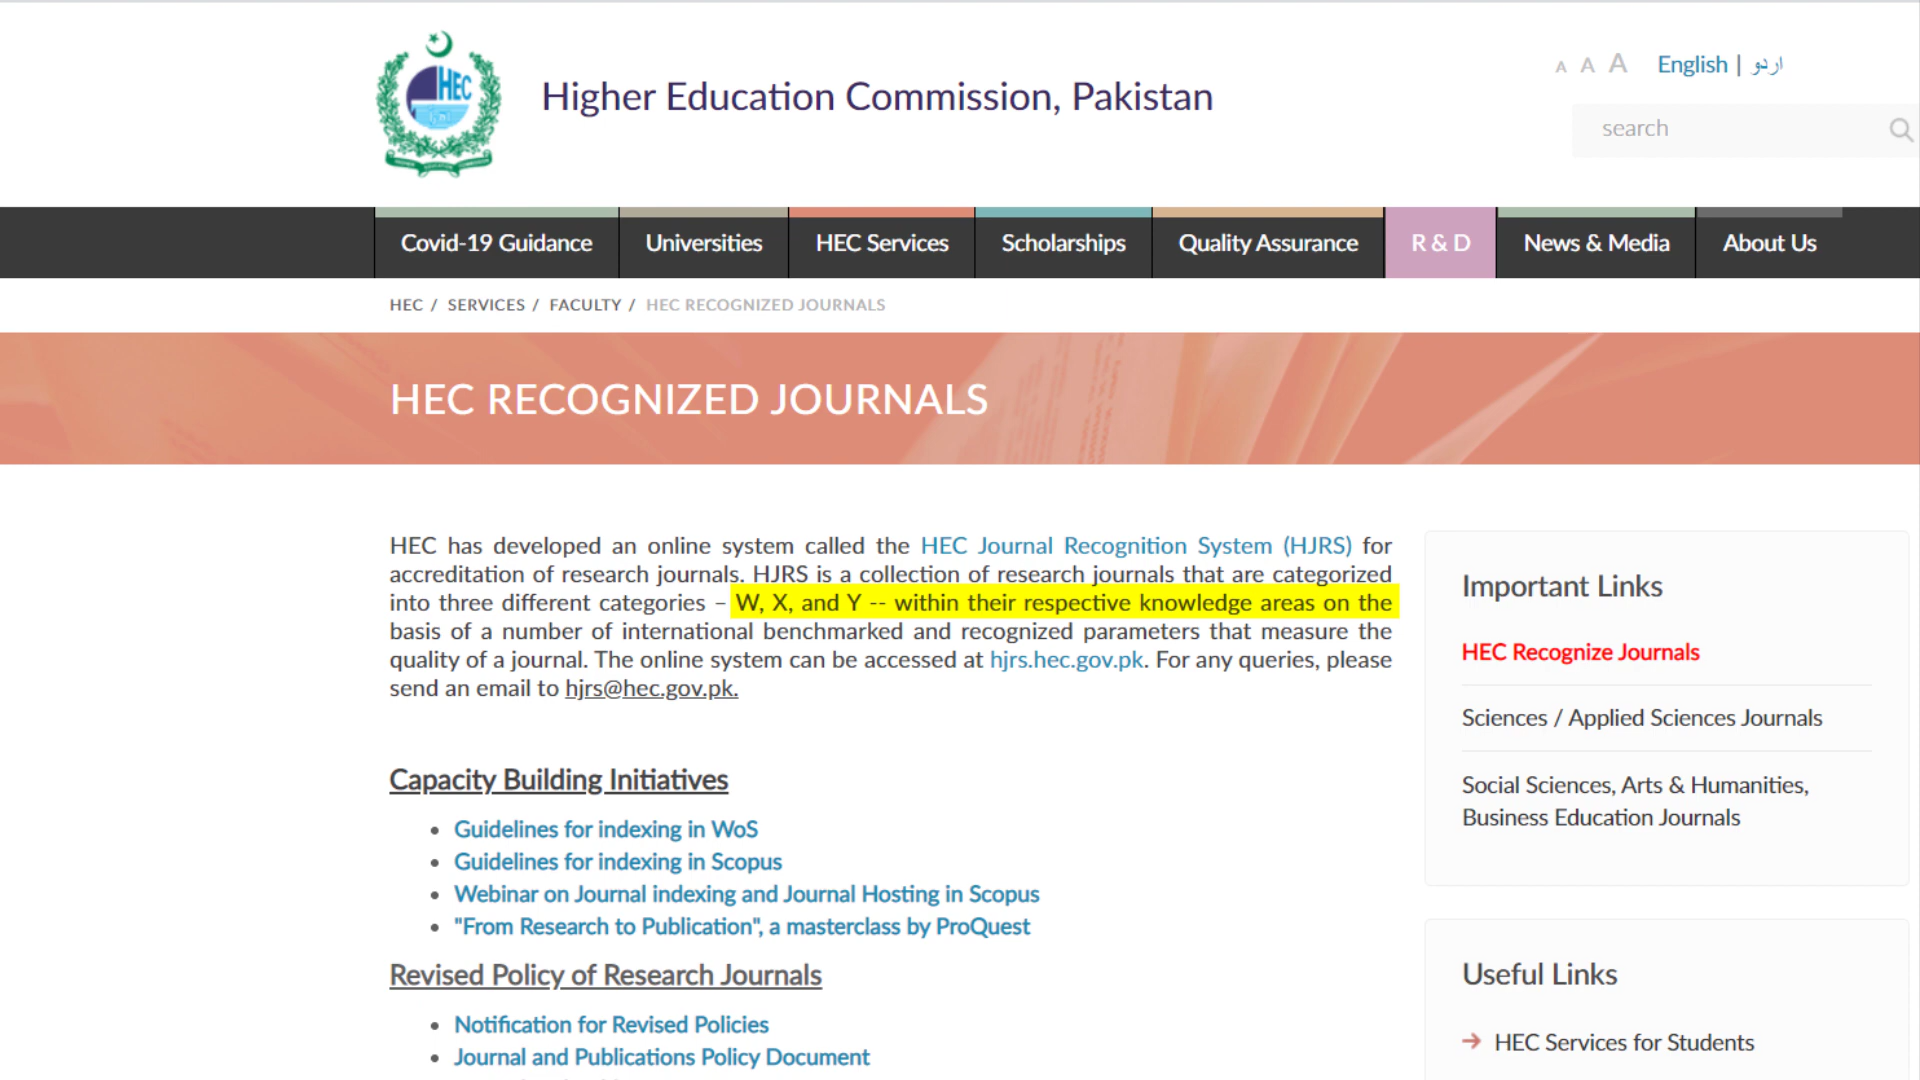 HEC
Higher Education Commission, Pakistan
A A A English | اردو
search
Covid-19 Guidance Universities HEC Services Scholarships Quality Assurance R & D News & Media About Us
HEC / SERVICES / FACULTY / HEC RECOGNIZED JOURNALS
HEC RECOGNIZED JOURNALS
HEC has developed an online system called the HEC Journal Recognition System (HJRS) for
accreditation of research journals. HJRS is a collection of research journals that are categorized
into three different categories – W, X, and Y -- within their respective knowledge areas on the
basis of a number of international benchmarked and recognized parameters that measure the
quality of a journal. The online system can be accessed at hjrs.hec.gov.pk. For any queries, please
send an email to hjrs@hec.gov.pk.
Capacity Building Initiatives
• Guidelines for indexing in WoS
• Guidelines for indexing in Scopus
• Webinar on Journal indexing and Journal Hosting in Scopus
• "From Research to Publication", a masterclass by ProQuest
Revised Policy of Research Journals
• Notification for Revised Policies
• Journal and Publications Policy Document
Important Links
HEC Recognize Journals
Sciences / Applied Sciences Journals
Social Sciences, Arts & Humanities,
Business Education Journals
Useful Links
HEC Services for Students